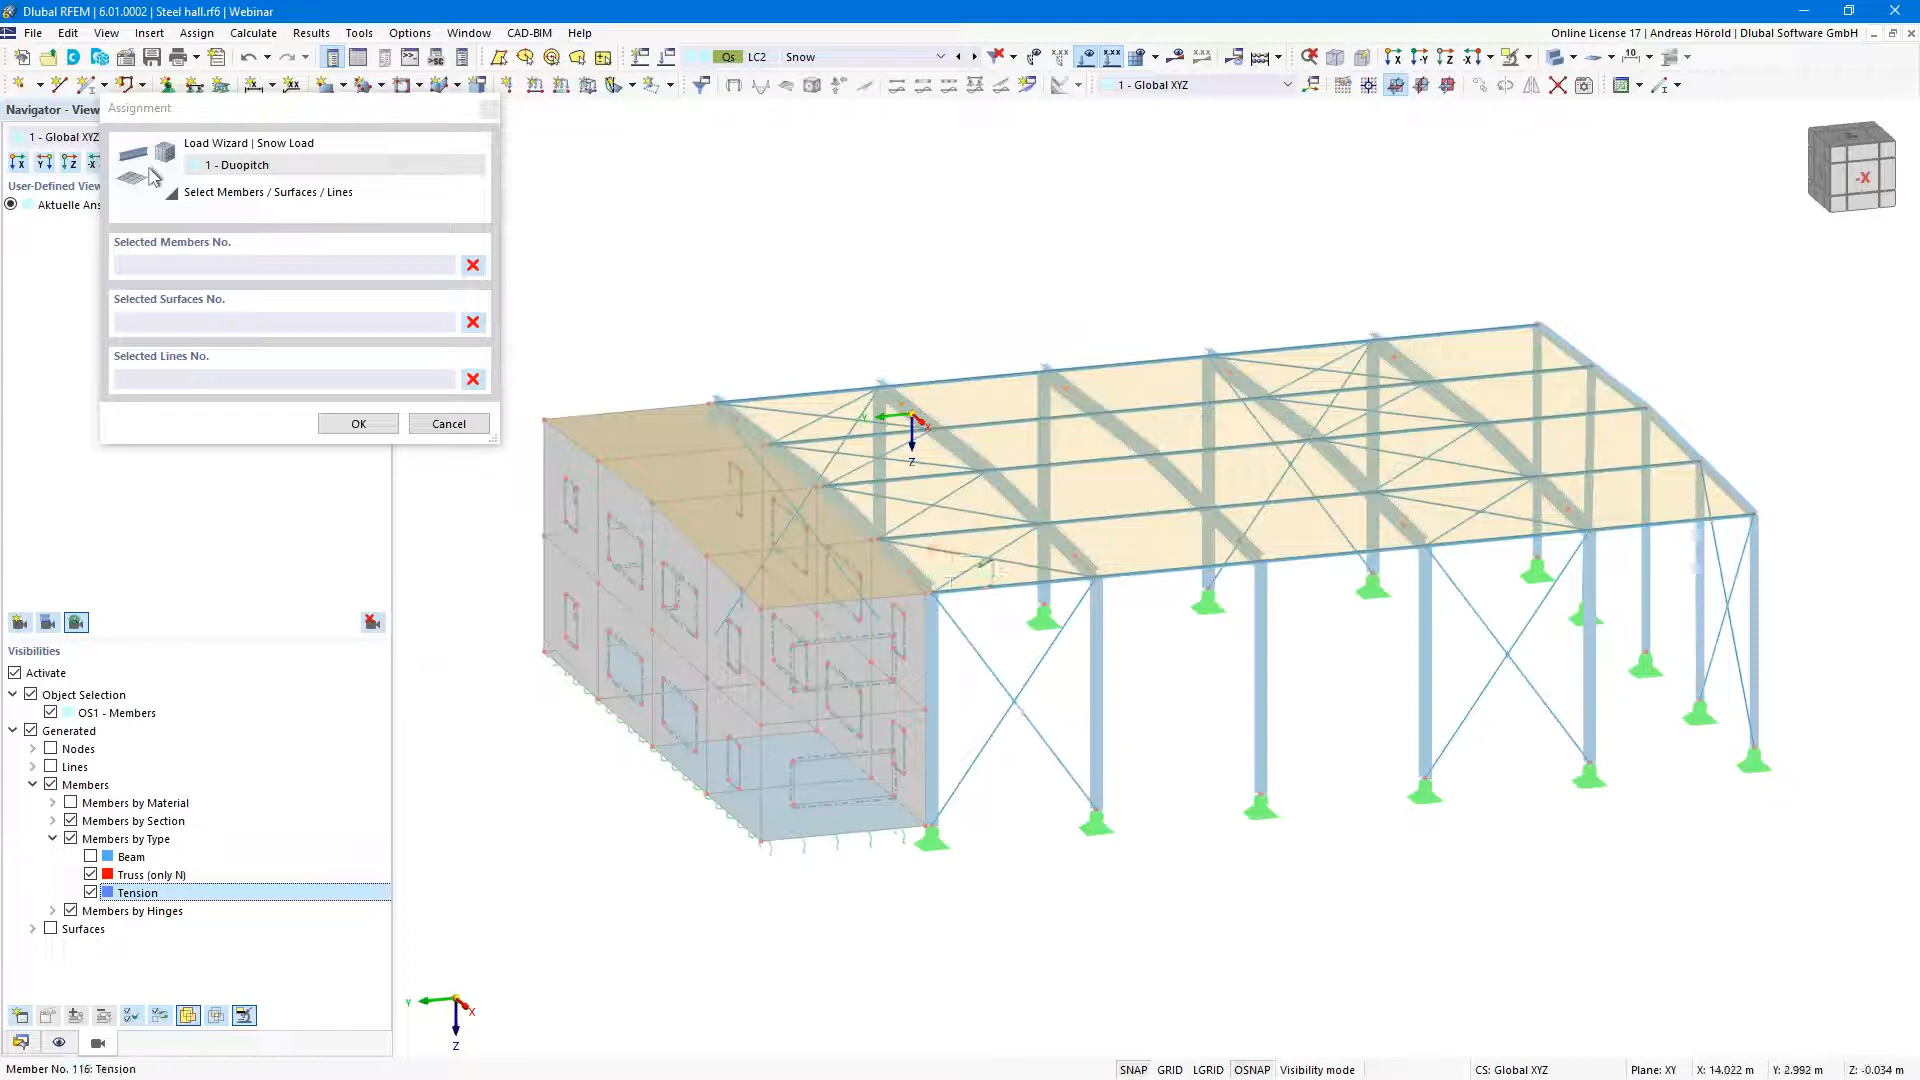 Dlubal RFEM | 6.01.0002 | Steel hall.rf6 | Webinar
File Edit View Insert Assign Calculate Results Tools Options Window CAD-BIM Help
Online License 17 | Andreas Hörold | Dlubal Software GmbH
Qs LC2 Snow
1 - Global XYZ
Navigator - View
Assignment
1 - Global XYZ
Load Wizard | Snow Load
1 - Duopitch
User-Defined View
Select Members / Surfaces / Lines
Aktuelle Ans
Selected Members No.
Selected Surfaces No.
Selected Lines No.
OK Cancel
-X
Y X Z
Visibilities
Activate
Object Selection
OS1 - Members
Generated
Nodes
Lines
Members
Members by Material
Members by Section
Members by Type
Beam
Truss (only N)
Tension
Members by Hinges
Surfaces
Y X Z
Member No. 116: Tension
SNAP GRID LGRID OSNAP Visibility mode CS: Global XYZ Plane: XY X: 14.022 m Y: 2.992 m Z: -0.034 m